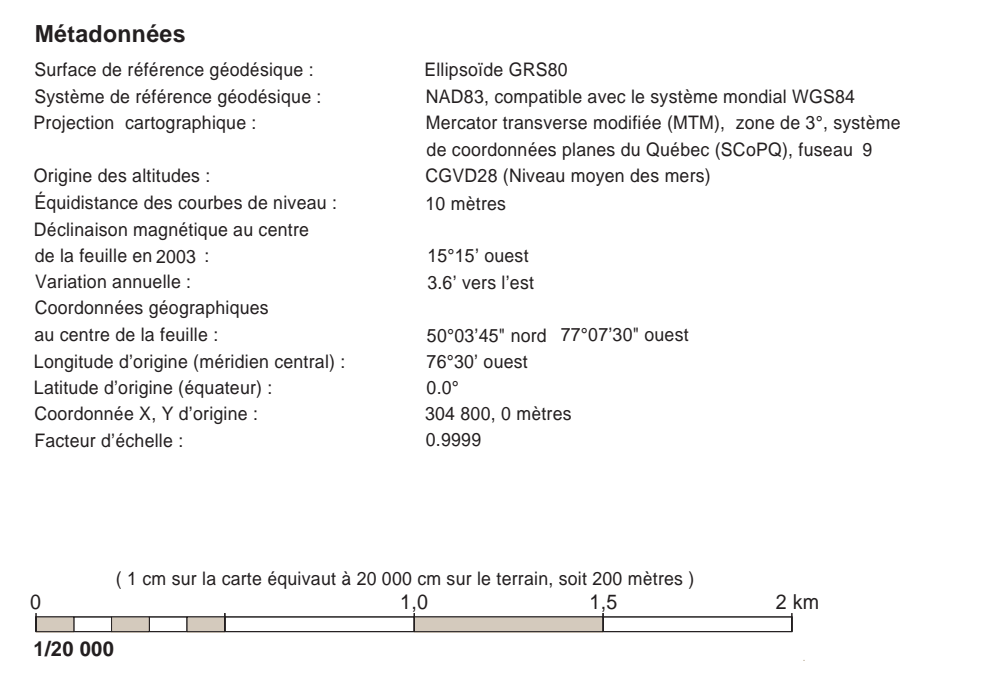 Métadonnées
Surface de référence géodésique : Ellipsoïde GRS80
Système de référence géodésique : NAD83, compatible avec le système mondial WGS84
Projection cartographique : Mercator transverse modifiée (MTM), zone de 3°, système
de coordonnées planes du Québec (SCoPQ), fuseau 9
Origine des altitudes : CGVD28 (Niveau moyen des mers)
Équidistance des courbes de niveau : 10 mètres
Déclinaison magnétique au centre
de la feuille en 2003 : 15°15’ ouest
Variation annuelle : 3.6’ vers l’est
Coordonnées géographiques
au centre de la feuille : 50°03’45" nord 77°07’30" ouest
Longitude d’origine (méridien central) : 76°30’ ouest
Latitude d’origine (équateur) : 0.0°
Coordonnée X, Y d’origine : 304 800, 0 mètres
Facteur d’échelle : 0.9999
( 1 cm sur la carte équivaut à 20 000 cm sur le terrain, soit 200 mètres )
0 1,0 1,5 2 km
1/20 000